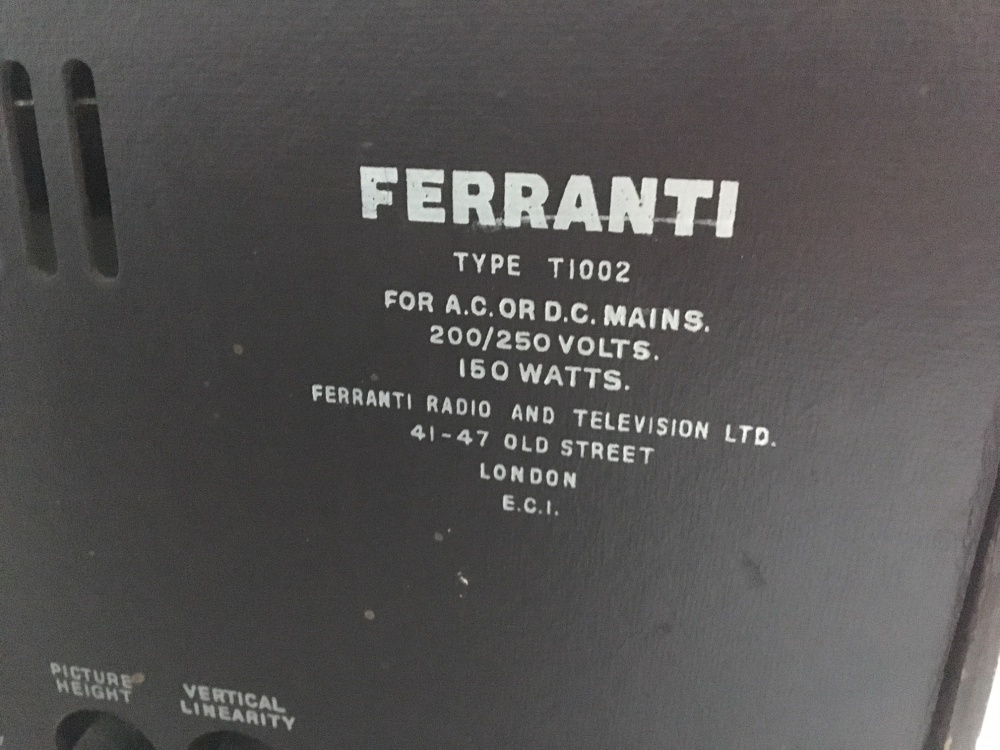 FERRANTI
TYPE T1002
FOR A.C. OR D.C. MAINS.
200/250 VOLTS.
150 WATTS.
FERRANTI RADIO AND TELEVISION LTD.
41-47 OLD STREET
LONDON
E.C.1.
PICTURE HEIGHT
VERTICAL LINEARITY